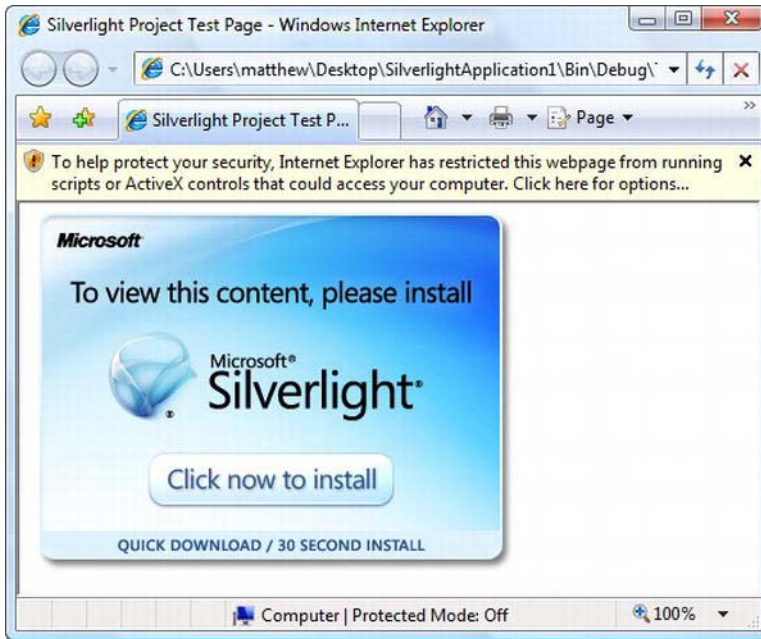 Silverlight Project Test Page - Windows Internet Explorer
C:\Users\matthew\Desktop\SilverlightApplication1\Bin\Debug\
Silverlight Project Test P...
Page
To help protect your security, Internet Explorer has restricted this webpage from running
scripts or ActiveX controls that could access your computer. Click here for options...
Microsoft
To view this content, please install
Microsoft®
Silverlight®
Click now to install
QUICK DOWNLOAD / 30 SECOND INSTALL
Computer | Protected Mode: Off
100%